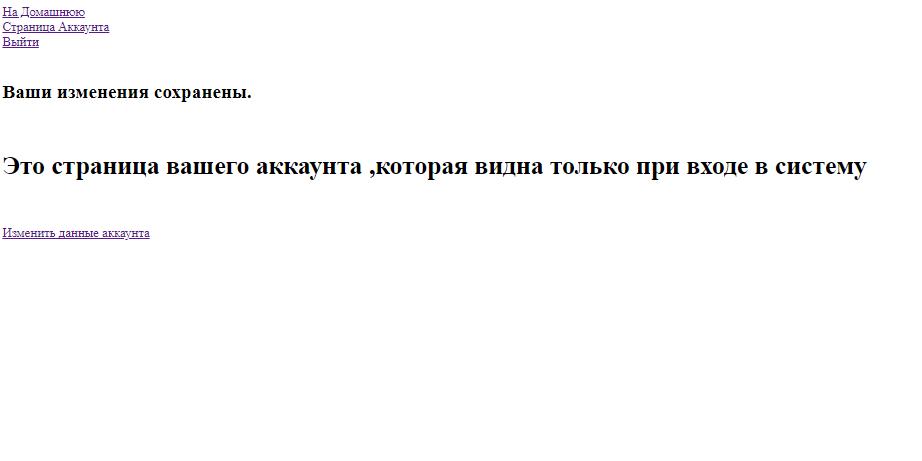 На Домашнюю
Страница Аккаунта
Выйти
Ваши изменения сохранены.
Это страница вашего аккаунта ,которая видна только при входе в систему
Изменить данные аккаунта